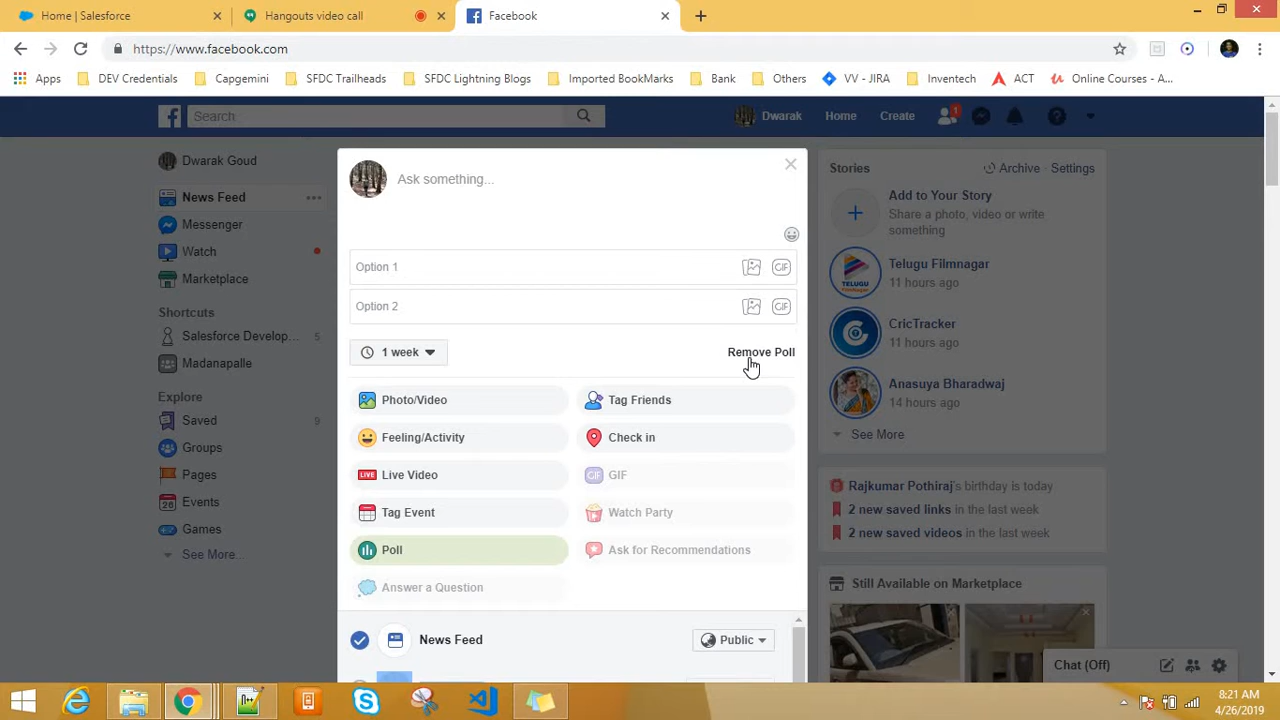 Home | Salesforce
Hangouts video call
Facebook
https://www.facebook.com
Apps
DEV Credentials
Capgemini
SFDC Trailheads
SFDC Lightning Blogs
Imported BookMarks
Bank
Others
VV - JIRA
Inventech
ACT
Online Courses - A...
Search
Dwarak
Home
Create
1
Dwarak Goud
News Feed
Messenger
Watch
Marketplace
Shortcuts
Salesforce Develop... 5
Madanapalle
Explore
Saved 9
Groups
Pages
Events
Games
See More...
Ask something...
Option 1
GIF
Option 2
GIF
1 week
Remove Poll
Photo/Video
Tag Friends
Feeling/Activity
Check in
LIVE Live Video
GIF GIF
Tag Event
Watch Party
Poll
Ask for Recommendations
Answer a Question
News Feed
Public
Stories
Archive · Settings
Add to Your Story
Share a photo, video or write
something
Telugu Filmnagar
11 hours ago
CricTracker
11 hours ago
Anasuya Bharadwaj
14 hours ago
See More
Rajkumar Pothiraj's birthday is today
2 new saved links in the last week
2 new saved videos in the last week
Still Available on Marketplace
Chat (Off)
8:21 AM
4/26/2019